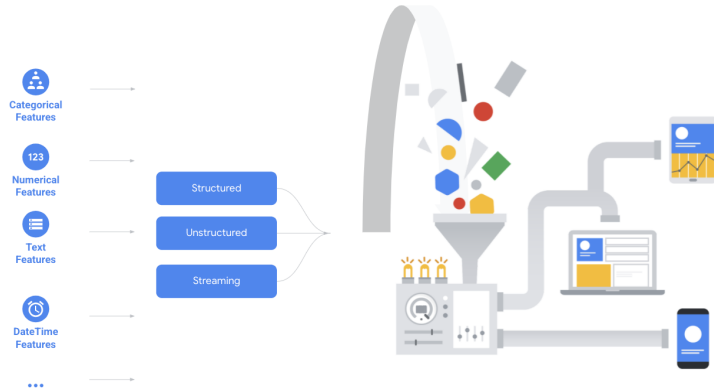 Categorical
Features
123
Numerical
Features
Text
Features
DateTime
Features
...
Structured
Unstructured
Streaming